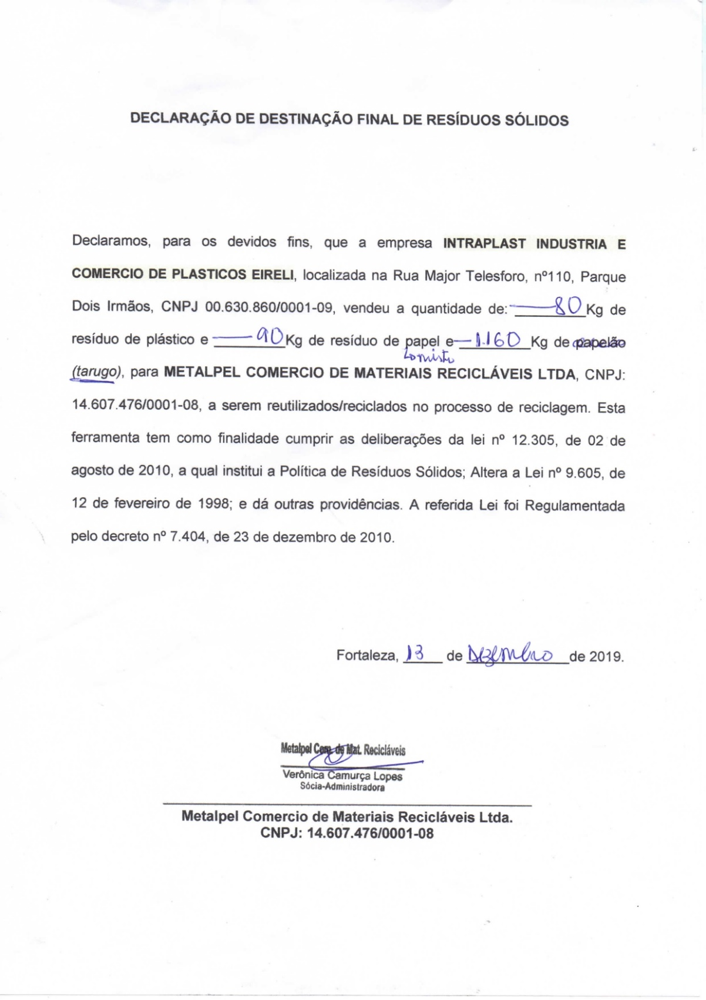 DECLARAÇÃO DE DESTINAÇÃO FINAL DE RESÍDUOS SÓLIDOS
Declaramos, para os devidos fins, que a empresa INTRAPLAST INDUSTRIA E
COMERCIO DE PLASTICOS EIRELI, localizada na Rua Major Telesforo, nº110, Parque
Dois Irmãos, CNPJ 00.630.860/0001-09, vendeu a quantidade de: 80 Kg de
resíduo de plástico e 90 Kg de resíduo de papel e 1.160 Kg de papelão
misto
(tarugo), para METALPEL COMERCIO DE MATERIAIS RECICLÁVEIS LTDA, CNPJ:
14.607.476/0001-08, a serem reutilizados/reciclados no processo de reciclagem. Esta
ferramenta tem como finalidade cumprir as deliberações da lei nº 12.305, de 02 de
agosto de 2010, a qual institui a Política de Resíduos Sólidos; Altera a Lei nº 9.605, de
12 de fevereiro de 1998; e dá outras providências. A referida Lei foi Regulamentada
pelo decreto nº 7.404, de 23 de dezembro de 2010.
Fortaleza, 13 de Dezembro de 2019.
Metalpel Com. de Mat. Recicláveis
Verônica Camurça Lopes
Sócia-Administradora
Metalpel Comercio de Materiais Recicláveis Ltda.
CNPJ: 14.607.476/0001-08